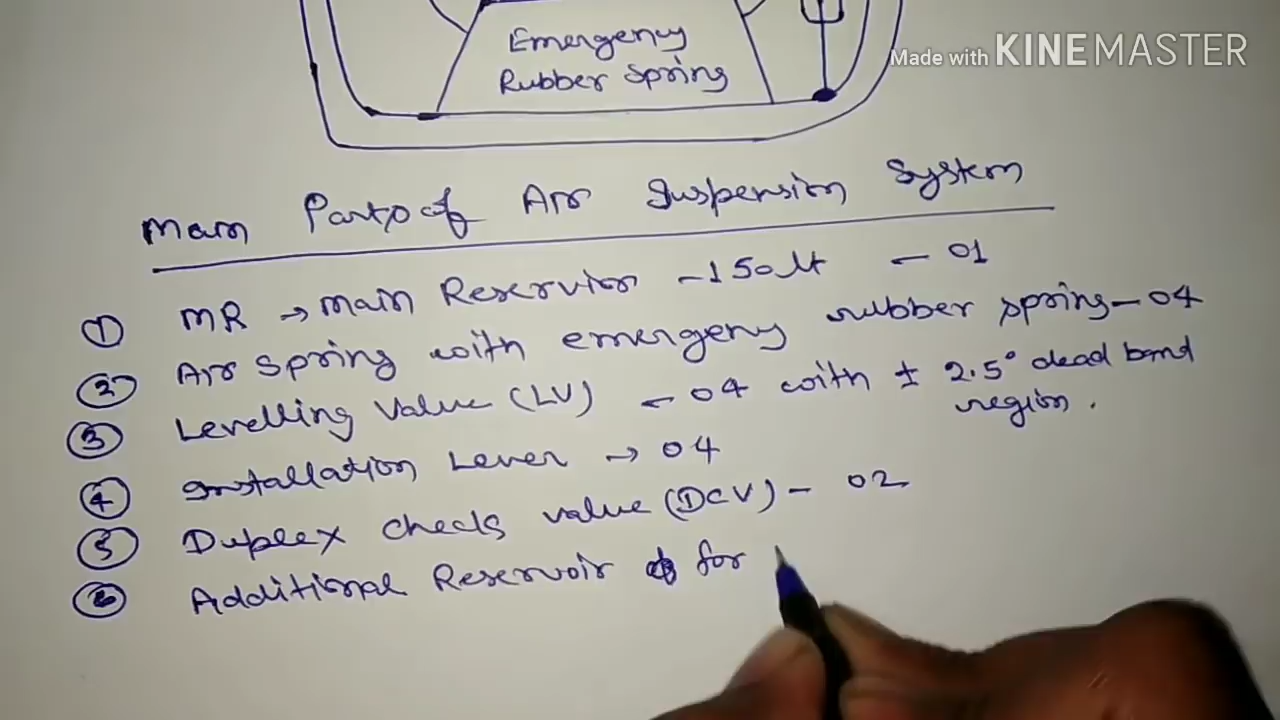 Emergency
Rubber Spring
Made with KINEMASTER
Main Parts of Air Suspension System
① MR → Main Reservior - 150 lt - 01
② Air spring with emergeny rubber spring - 04
③ Levelling Value (LV) - 04 with ± 2.5° dead band
region.
④ Installation Lever → 04
⑤ Duplex check value (DCV) - 02
⑥ Additional Reservoir for